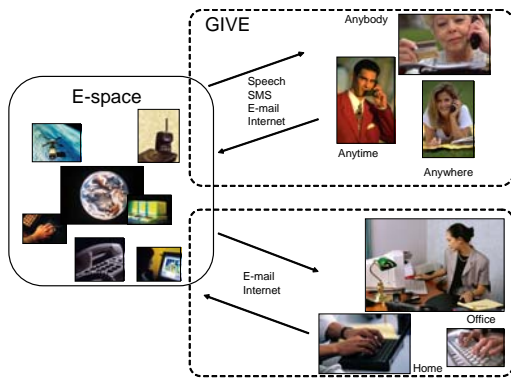 GIVE
Anybody
Speech
SMS
E-mail
Internet
E-space
Anytime
Anywhere
E-mail
Internet
Office
Home